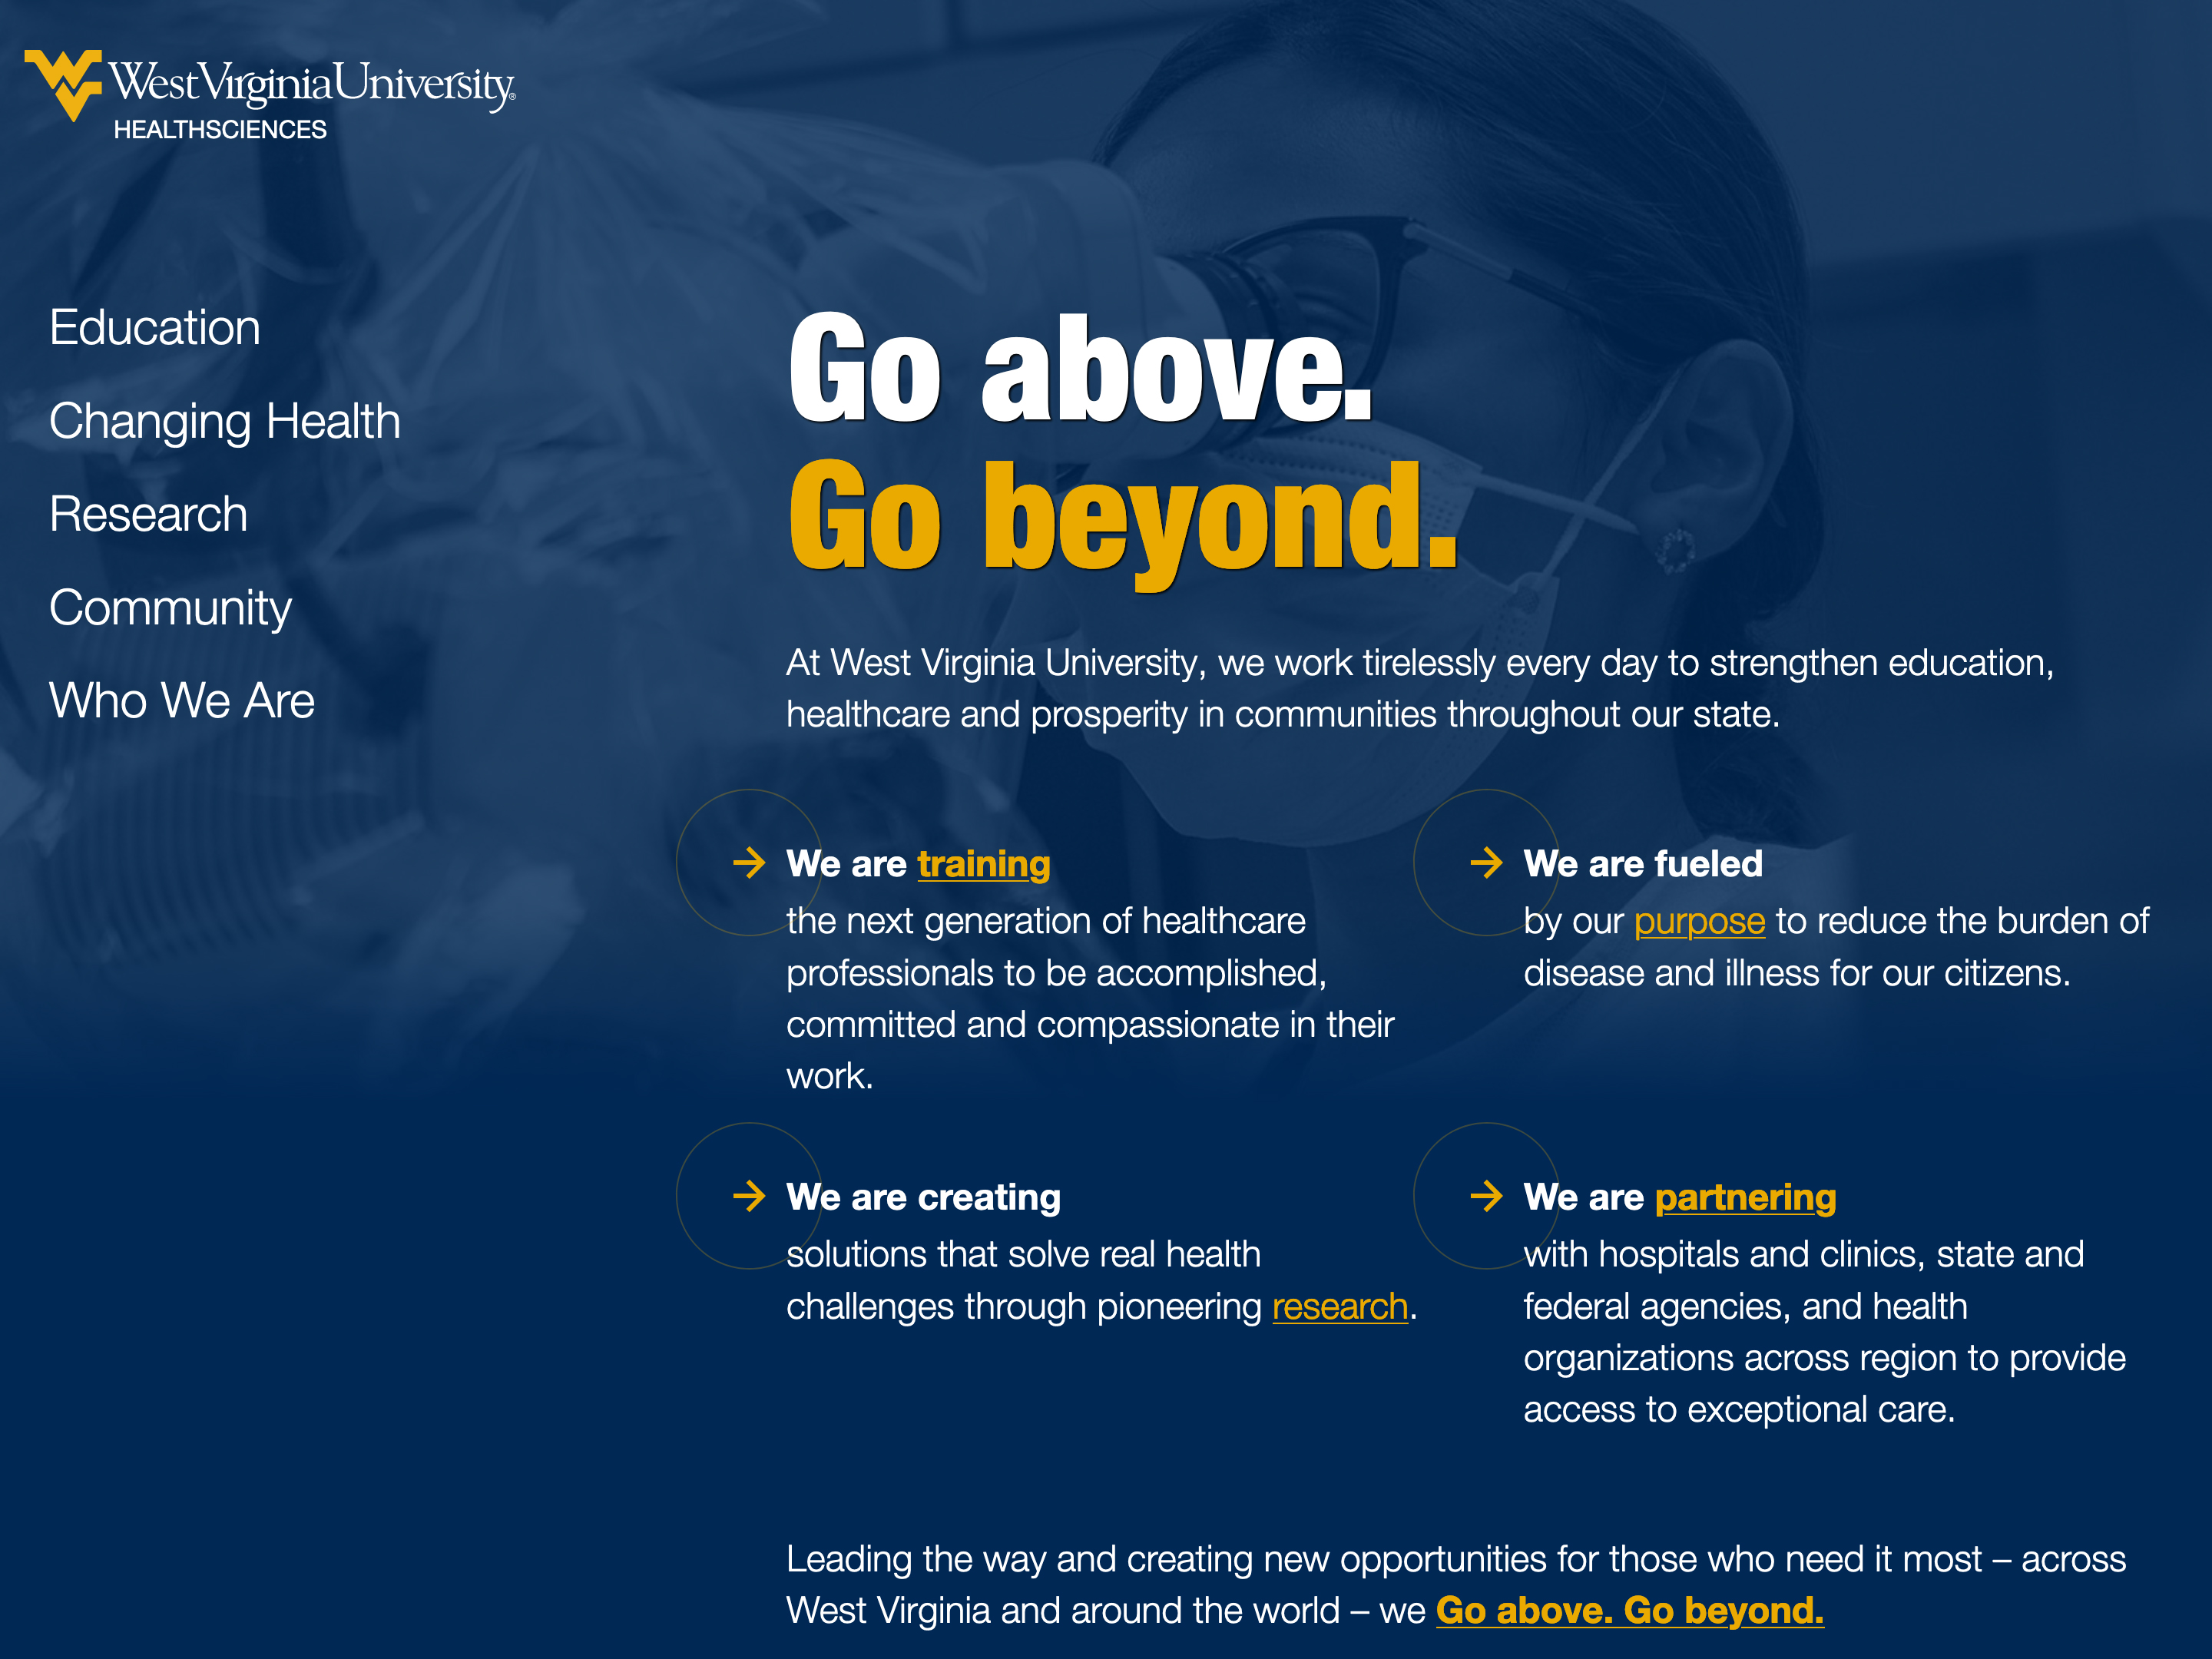 WestVirginiaUniversity®
HEALTHSCIENCES
Education
Changing Health
Research
Community
Who We Are
Go above.
Go beyond.
At West Virginia University, we work tirelessly every day to strengthen education,
healthcare and prosperity in communities throughout our state.
We are training
the next generation of healthcare
professionals to be accomplished,
committed and compassionate in their
work.
We are fueled
by our purpose to reduce the burden of
disease and illness for our citizens.
We are creating
solutions that solve real health
challenges through pioneering research.
We are partnering
with hospitals and clinics, state and
federal agencies, and health
organizations across region to provide
access to exceptional care.
Leading the way and creating new opportunities for those who need it most – across
West Virginia and around the world – we Go above. Go beyond.